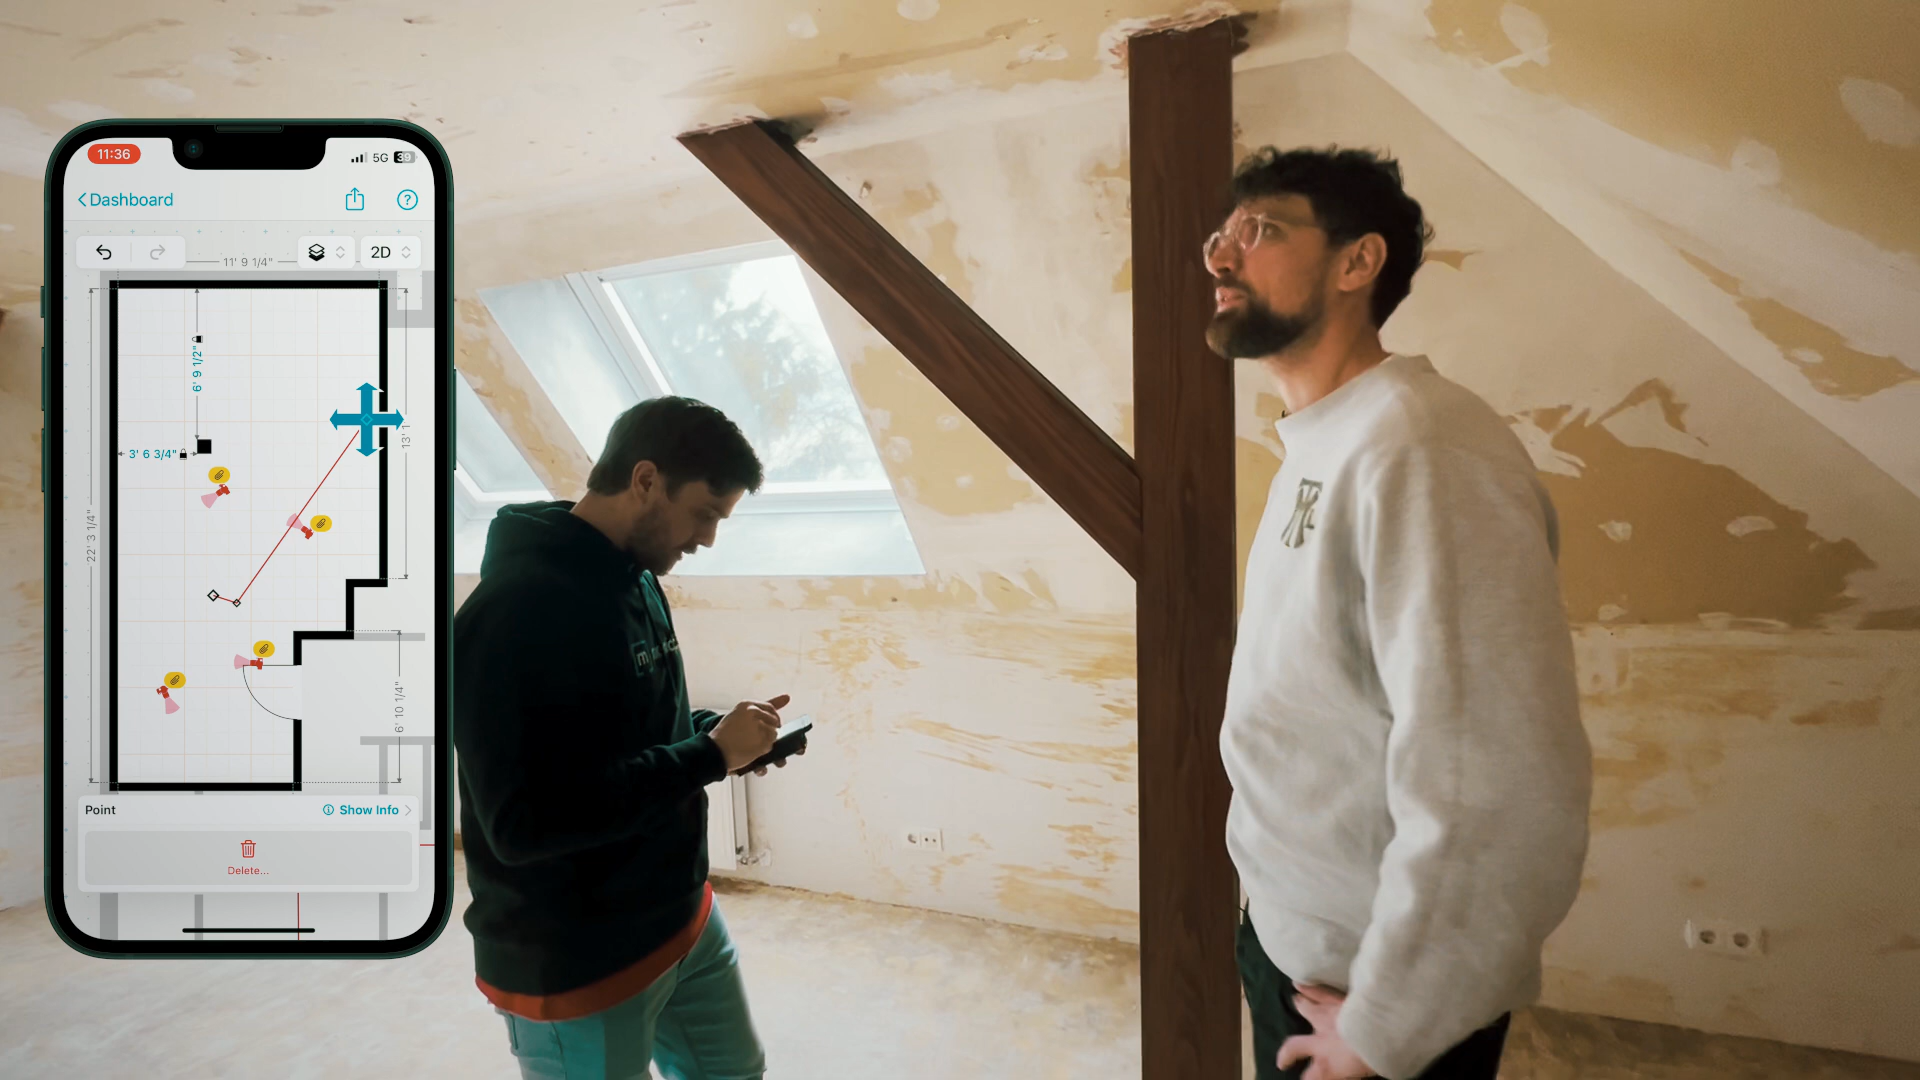 11:36
5G 39
Dashboard
?
2D
11' 9 1/4"
6' 9 1/2"
3' 6 3/4"
13' 1
22' 3 1/4"
6' 10 1/4"
Point
Show Info
Delete...